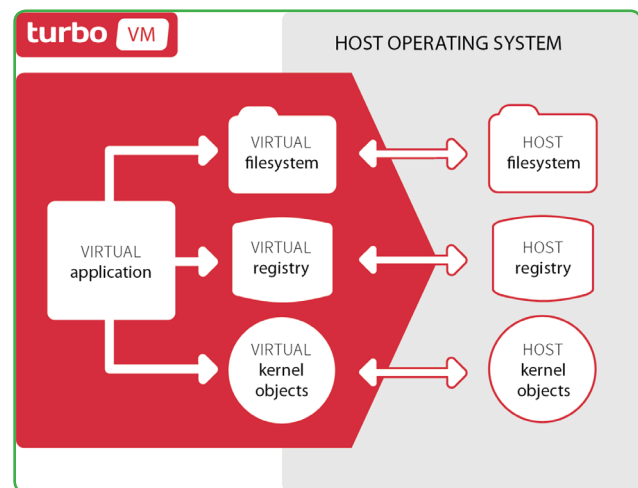 turbo VM
HOST OPERATING SYSTEM
VIRTUAL
filesystem
HOST
filesystem
VIRTUAL
application
VIRTUAL
registry
HOST
registry
VIRTUAL
kernel
objects
HOST
kernel
objects